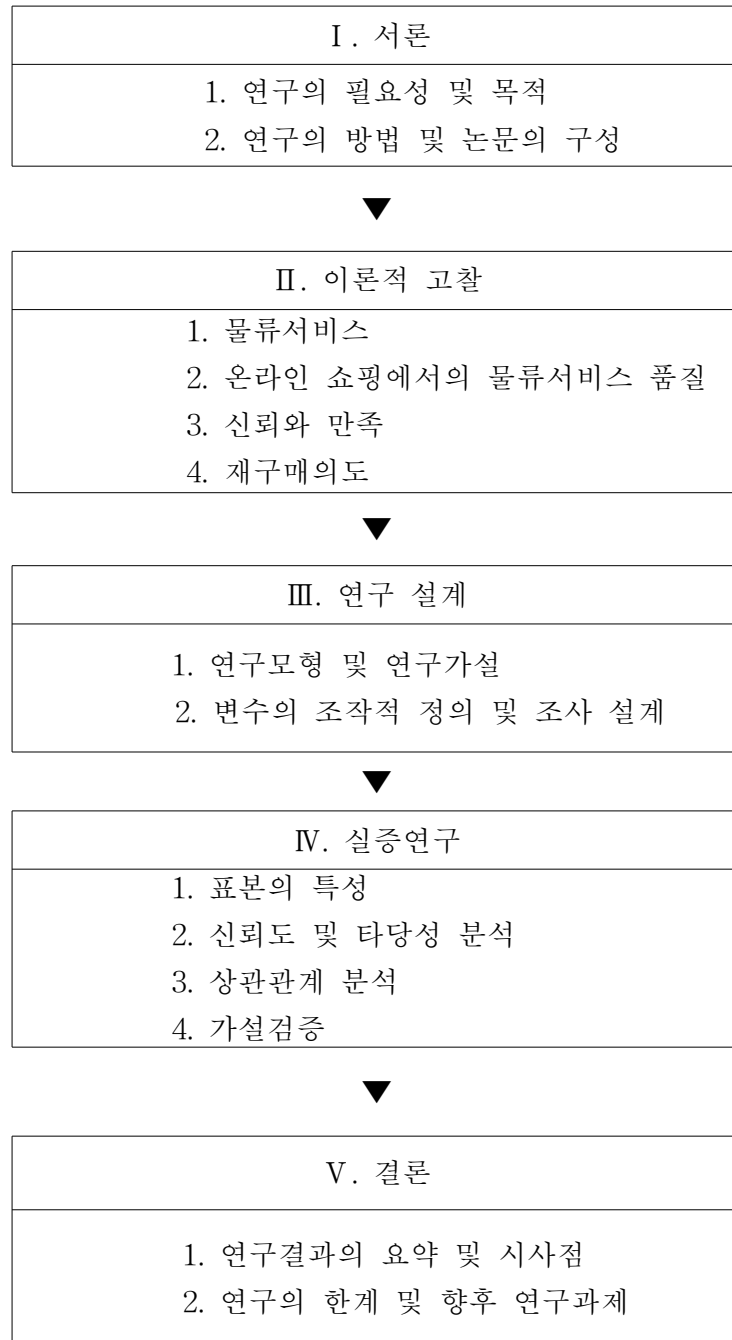 Ⅰ. 서론
1. 연구의 필요성 및 목적
2. 연구의 방법 및 논문의 구성
▼
Ⅱ. 이론적 고찰
1. 물류서비스
2. 온라인 쇼핑에서의 물류서비스 품질
3. 신뢰와 만족
4. 재구매의도
▼
Ⅲ. 연구 설계
1. 연구모형 및 연구가설
2. 변수의 조작적 정의 및 조사 설계
▼
Ⅳ. 실증연구
1. 표본의 특성
2. 신뢰도 및 타당성 분석
3. 상관관계 분석
4. 가설검증
▼
Ⅴ. 결론
1. 연구결과의 요약 및 시사점
2. 연구의 한계 및 향후 연구과제